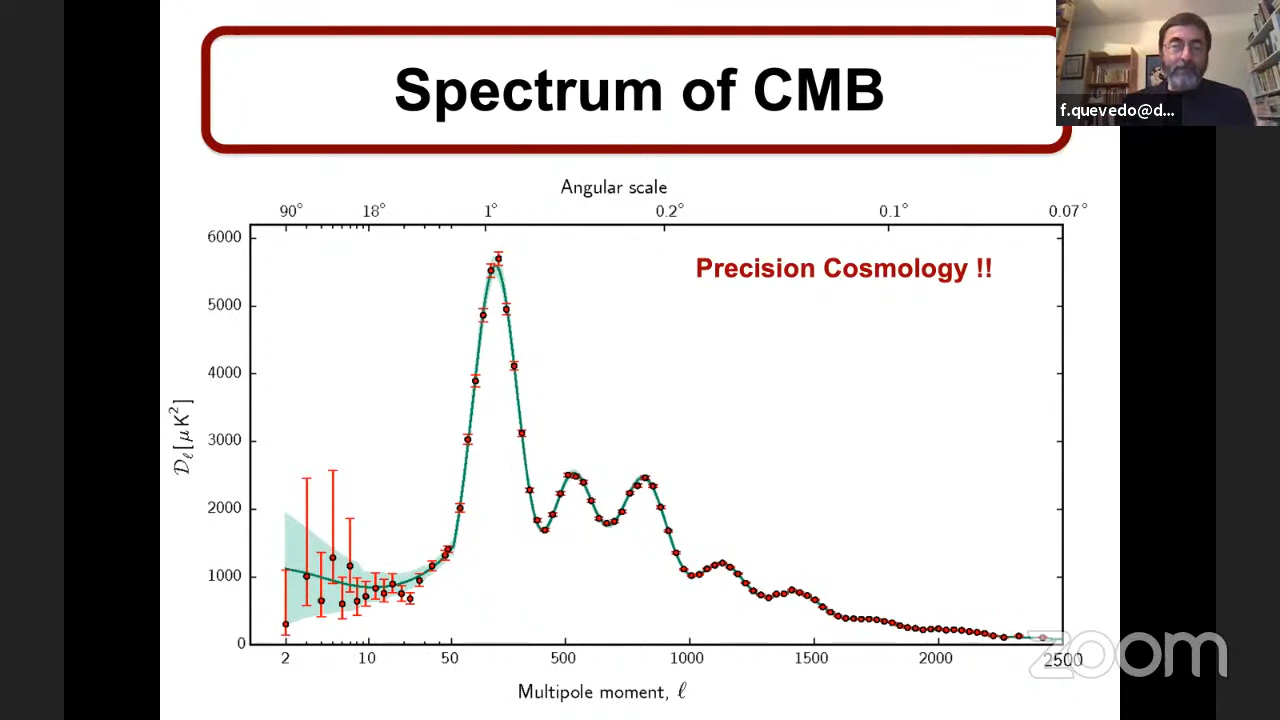 Spectrum of CMB
f.quevedo@d...
Angular scale
90° 18° 1° 0.2° 0.1° 0.07°
Precision Cosmology !!
6000
5000
4000
3000
2000
1000
0
𝒟ℓ [μK²]
2 10 50 500 1000 1500 2000 2500
Multipole moment, ℓ
zoom